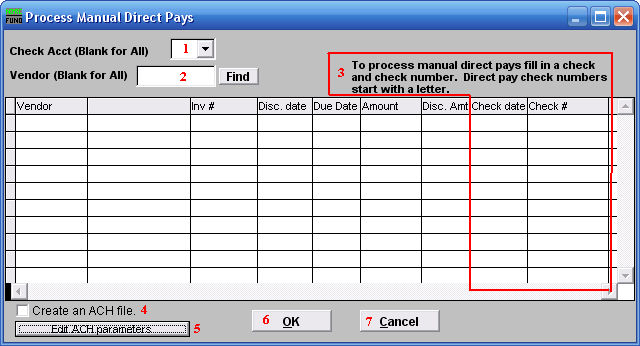 FUND
Process Manual Direct Pays
Check Acct (Blank for All) 1
Vendor (Blank for All) 2 Find
3 To process manual direct pays fill in a check
and check number. Direct pay check numbers
start with a letter.
Vendor Inv # Disc. date Due Date Amount Disc. Amt Check date Check #
Create an ACH file. 4
Edit ACH parameters 5
6 OK 7 Cancel